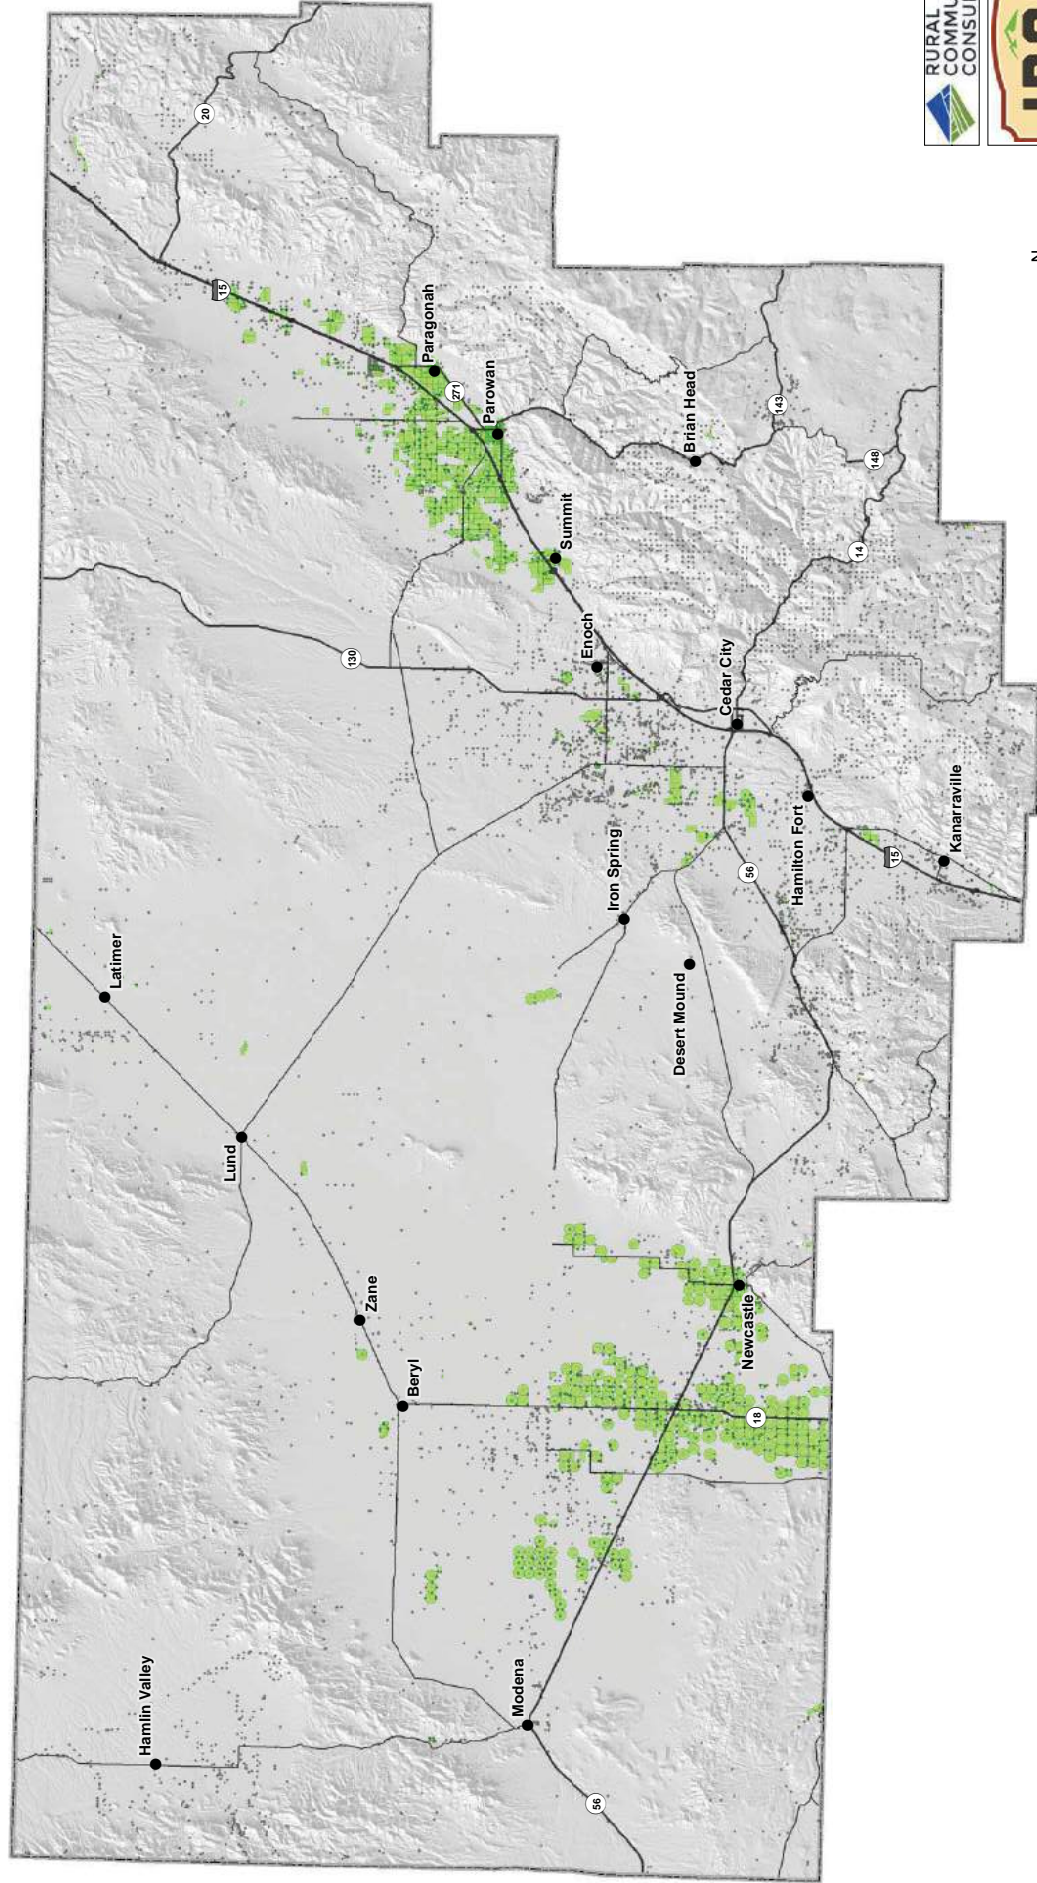 Latimer
Hamlin Valley
20
15
Lund
130
Zane
Beryl
Paragonah
271
Parowan
Modena
Summit
Enoch
56
Iron Spring
Desert Mound
Brian Head
Cedar City
Newcastle
56
18
143
Hamilton Fort
14
148
15
Kanarraville
RURAL
COMMU
CONSU
N